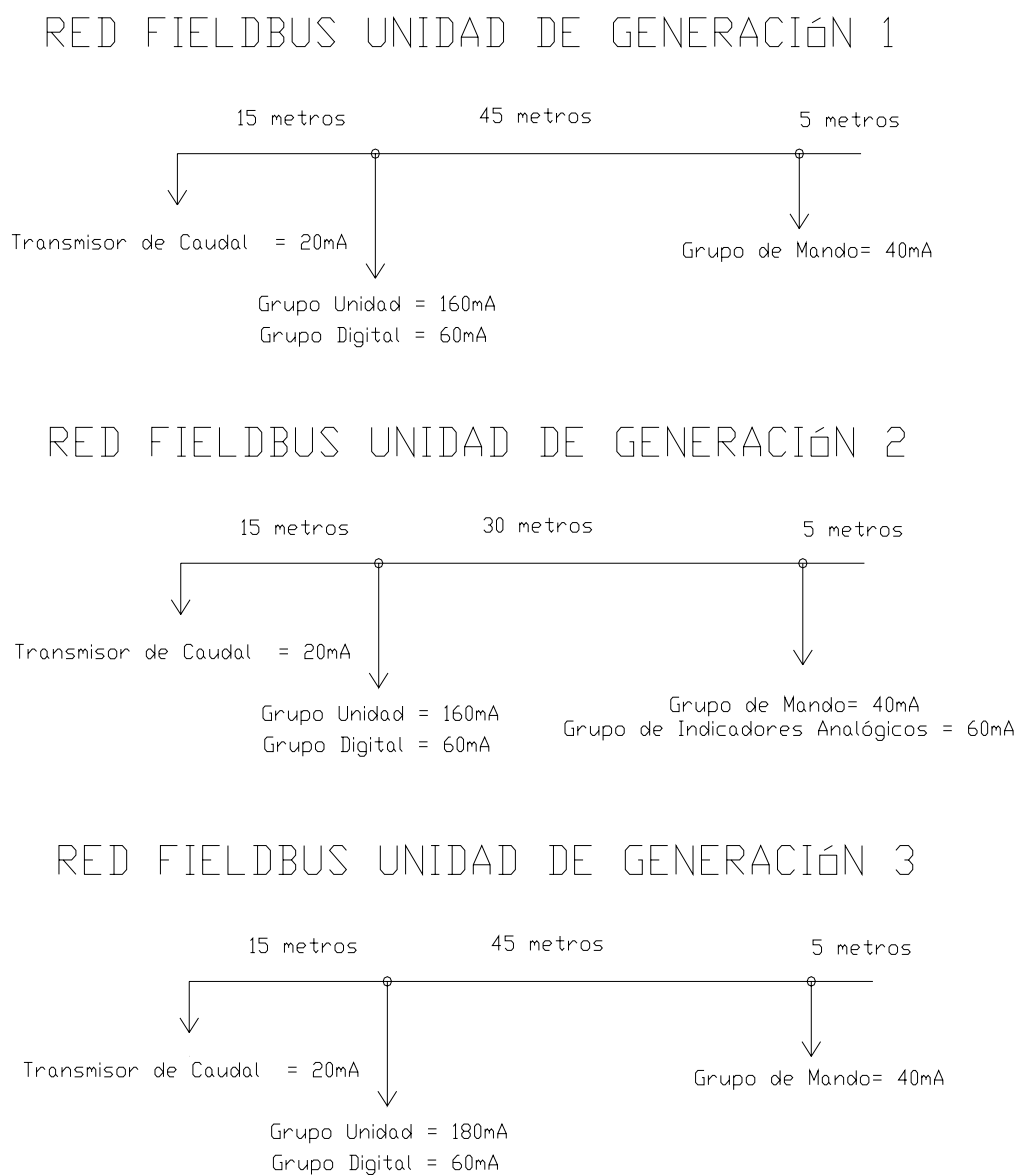 RED FIELDBUS UNIDAD DE GENERACIóN 1
15 metros
45 metros
5 metros
Transmisor de Caudal = 20mA
Grupo de Mando= 40mA
Grupo Unidad = 160mA
Grupo Digital = 60mA
RED FIELDBUS UNIDAD DE GENERACIóN 2
15 metros
30 metros
5 metros
Transmisor de Caudal = 20mA
Grupo Unidad = 160mA
Grupo Digital = 60mA
Grupo de Mando= 40mA
Grupo de Indicadores Analógicos = 60mA
RED FIELDBUS UNIDAD DE GENERACIóN 3
15 metros
45 metros
5 metros
Transmisor de Caudal = 20mA
Grupo de Mando= 40mA
Grupo Unidad = 180mA
Grupo Digital = 60mA